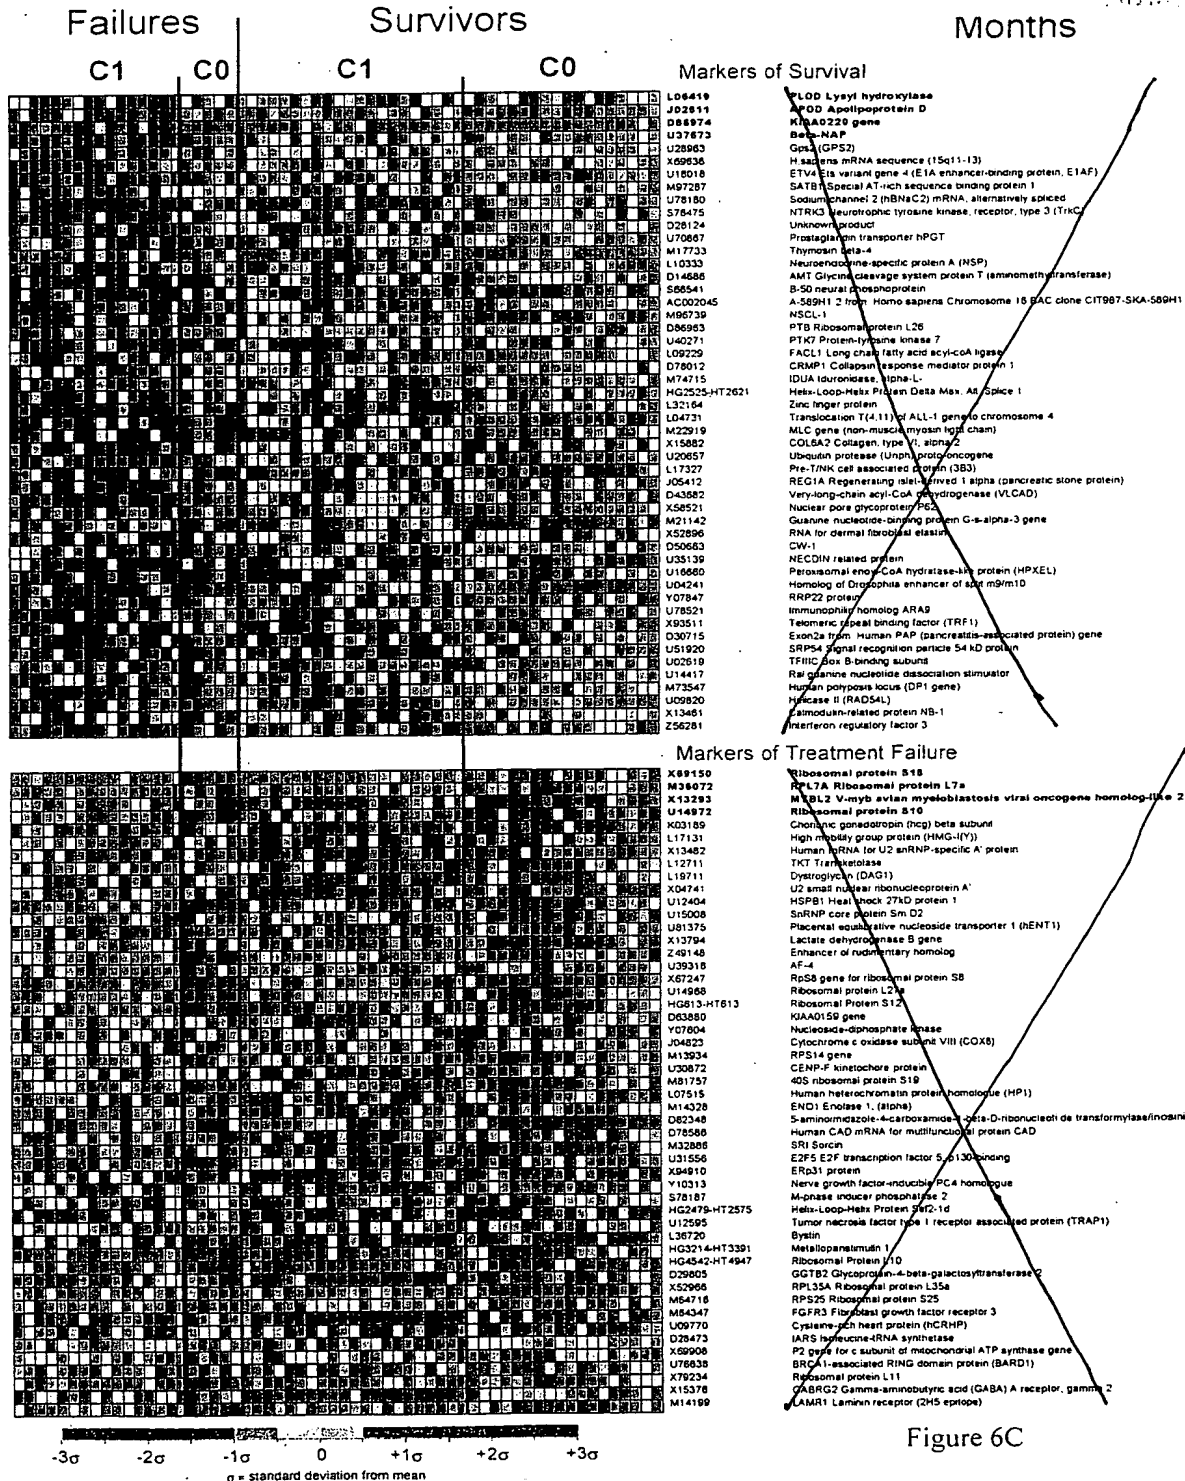 Failures Survivors Months
C1 C0 C1 C0
Markers of Survival
L06419 PLOD Lysyl hydroxylase
J02611 APOD Apolipoprotein D
D86974 KIAA0220 gene
U37673 Beta-NAP
U28963 Gps2 (GPS2)
X69636 H.sapiens mRNA sequence (15q11-13)
U18018 ETV4 Ets variant gene 4 (E1A enhancer-binding protein, E1AF)
M97287 SATB1 Special AT-rich sequence binding protein 1
U78180 Sodium channel 2 (hBNaC2) mRNA, alternatively spliced
S76475 NTRK3 Neurotrophic tyrosine kinase, receptor, type 3 (TrkC)
D28124 Unknown product
U70867 Prostaglandin transporter hPGT
M17733 Thymosin beta-4
L10333 Neuroendocrine-specific protein A (NSP)
D14686 AMT Glycine cleavage system protein T (aminomethyltransferase)
S66541 B-50 neural phosphoprotein
AC002045 A-589H1.2 from Homo sapiens Chromosome 16 BAC clone CIT987-SKA-589H1
M96739 NSCL-1
D86963 PTB Ribosomal protein L26
U40271 PTK7 Protein-tyrosine kinase 7
L09229 FACL1 Long chain fatty acid acyl-coA ligase
D78012 CRMP1 Collapsin response mediator protein 1
M74715 IDUA Iduronidase, alpha-L-
HG2525-HT2621 Helix-Loop-Helix Protein Delta Max, Alt. Splice 1
L32164 Zinc finger protein
L04731 Translocation T(4,11) of ALL-1 gene to chromosome 4
M22919 MLC gene (non-muscle myosin light chain)
X15882 COL6A2 Collagen, type VI, alpha 2
U20657 Ubiquitin protease (Unph) proto-oncogene
L17327 Pre-T/NK cell associated protein (3B3)
J05412 REG1A Regenerating islet-derived 1 alpha (pancreatic stone protein)
D43682 Very-long-chain acyl-CoA dehydrogenase (VLCAD)
X58521 Nuclear pore glycoprotein P62
M21142 Guanine nucleotide-binding protein G-s-alpha-3 gene
X52896 RNA for dermal fibroblast elastin
D50683 CW-1
U35139 NECDIN related protein
U16660 Peroxisomal enoyl-CoA hydratase-like protein (HPXEL)
U04241 Homolog of Drosophila enhancer of split m9/m10
Y07847 RRP22 protein
U78521 Immunophilin homolog ARA9
X93511 Telomeric repeat binding factor (TRF1)
D30715 Exon2a from Human PAP (pancreatitis-associated protein) gene
U51920 SRP54 Signal recognition particle 54 kD protein
U02619 TFIIIC Box B-binding subunit
U14417 Ral guanine nucleotide dissociation stimulator
M73547 Human polyposis locus (DP1 gene)
U09820 Helicase II (RAD54L)
X13461 Calmodulin-related protein NB-1
Z56281 Interferon regulatory factor 3
Markers of Treatment Failure
X69150 Ribosomal protein S18
M36072 RPL7A Ribosomal protein L7a
X13293 MYBL2 V-myb avian myeloblastosis viral oncogene homolog-like 2
U14972 Ribosomal protein S10
K03189 Chorionic gonadotropin (hcg) beta subunit
L17131 High mobility group protein (HMG-I(Y))
X13482 Human mRNA for U2 snRNP-specific A' protein
L12711 TKT Transketolase
L19711 Dystroglycan (DAG1)
X04741 U2 small nuclear ribonucleoprotein A'
U12404 HSPB1 Heat shock 27kD protein 1
U15008 SnRNP core protein Sm D2
U81375 Placental equilibrative nucleoside transporter 1 (hENT1)
X13794 Lactate dehydrogenase B gene
Z49148 Enhancer of rudimentary homolog
U39318 AF-4
X67247 RpS8 gene for ribosomal protein S8
U14968 Ribosomal protein L27a
HG613-HT613 Ribosomal Protein S12
D63880 KIAA0159 gene
Y07604 Nucleoside-diphosphate kinase
J04823 Cytochrome c oxidase subunit VIII (COX8)
M13934 RPS14 gene
U30872 CENP-F kinetochore protein
M81757 40S ribosomal protein S19
L07515 Human heterochromatin protein homologue (HP1)
M14328 ENO1 Enolase 1, (alpha)
D82348 5-aminoimidazole-4-carboxamide-1-beta-D-ribonucleotide transformylase/inosini
D78586 Human CAD mRNA for multifunctional protein CAD
M32886 SRI Sorcin
U31556 E2F5 E2F transcription factor 5, p130-binding
X94910 ERp31 protein
Y10313 Nerve growth factor-inducible PC4 homologue
S78187 M-phase inducer phosphatase 2
HG2479-HT2575 Helix-Loop-Helix Protein Sef2-1d
U12595 Tumor necrosis factor type 1 receptor associated protein (TRAP1)
L36720 Bystin
HG3214-HT3391 Metallopanstimulin 1
HG4542-HT4947 Ribosomal Protein L10
D29805 GGTB2 Glycoprotein-4-beta-galactosyltransferase 2
X52966 RPL35A Ribosomal protein L35a
M64716 RPS25 Ribosomal protein S25
M64347 FGFR3 Fibroblast growth factor receptor 3
U09770 Cysteine-rich heart protein (hCRHP)
D28473 IARS Isoleucine-tRNA synthetase
X69908 P2 gene for c subunit of mitochondrial ATP synthase gene
U76638 BRCA1-associated RING domain protein (BARD1)
X79234 Ribosomal protein L11
X15376 GABRG2 Gamma-aminobutyric acid (GABA) A receptor, gamma 2
M14199 LAMR1 Laminin receptor (2H5 epitope)
-3σ -2σ -1σ 0 +1σ +2σ +3σ
σ = standard deviation from mean
Figure 6C